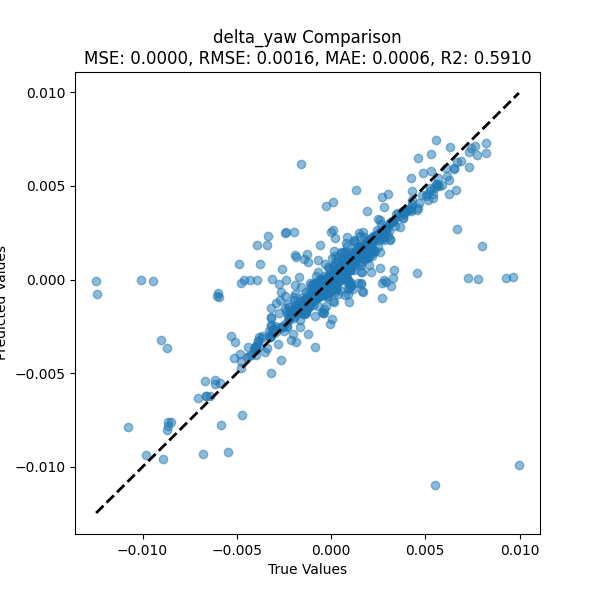 delta_yaw Comparison
MSE: 0.0000, RMSE: 0.0016, MAE: 0.0006, R2: 0.5910
0.010
0.005
0.000
−0.005
−0.010
Predicted Values
−0.010 −0.005 0.000 0.005 0.010
True Values